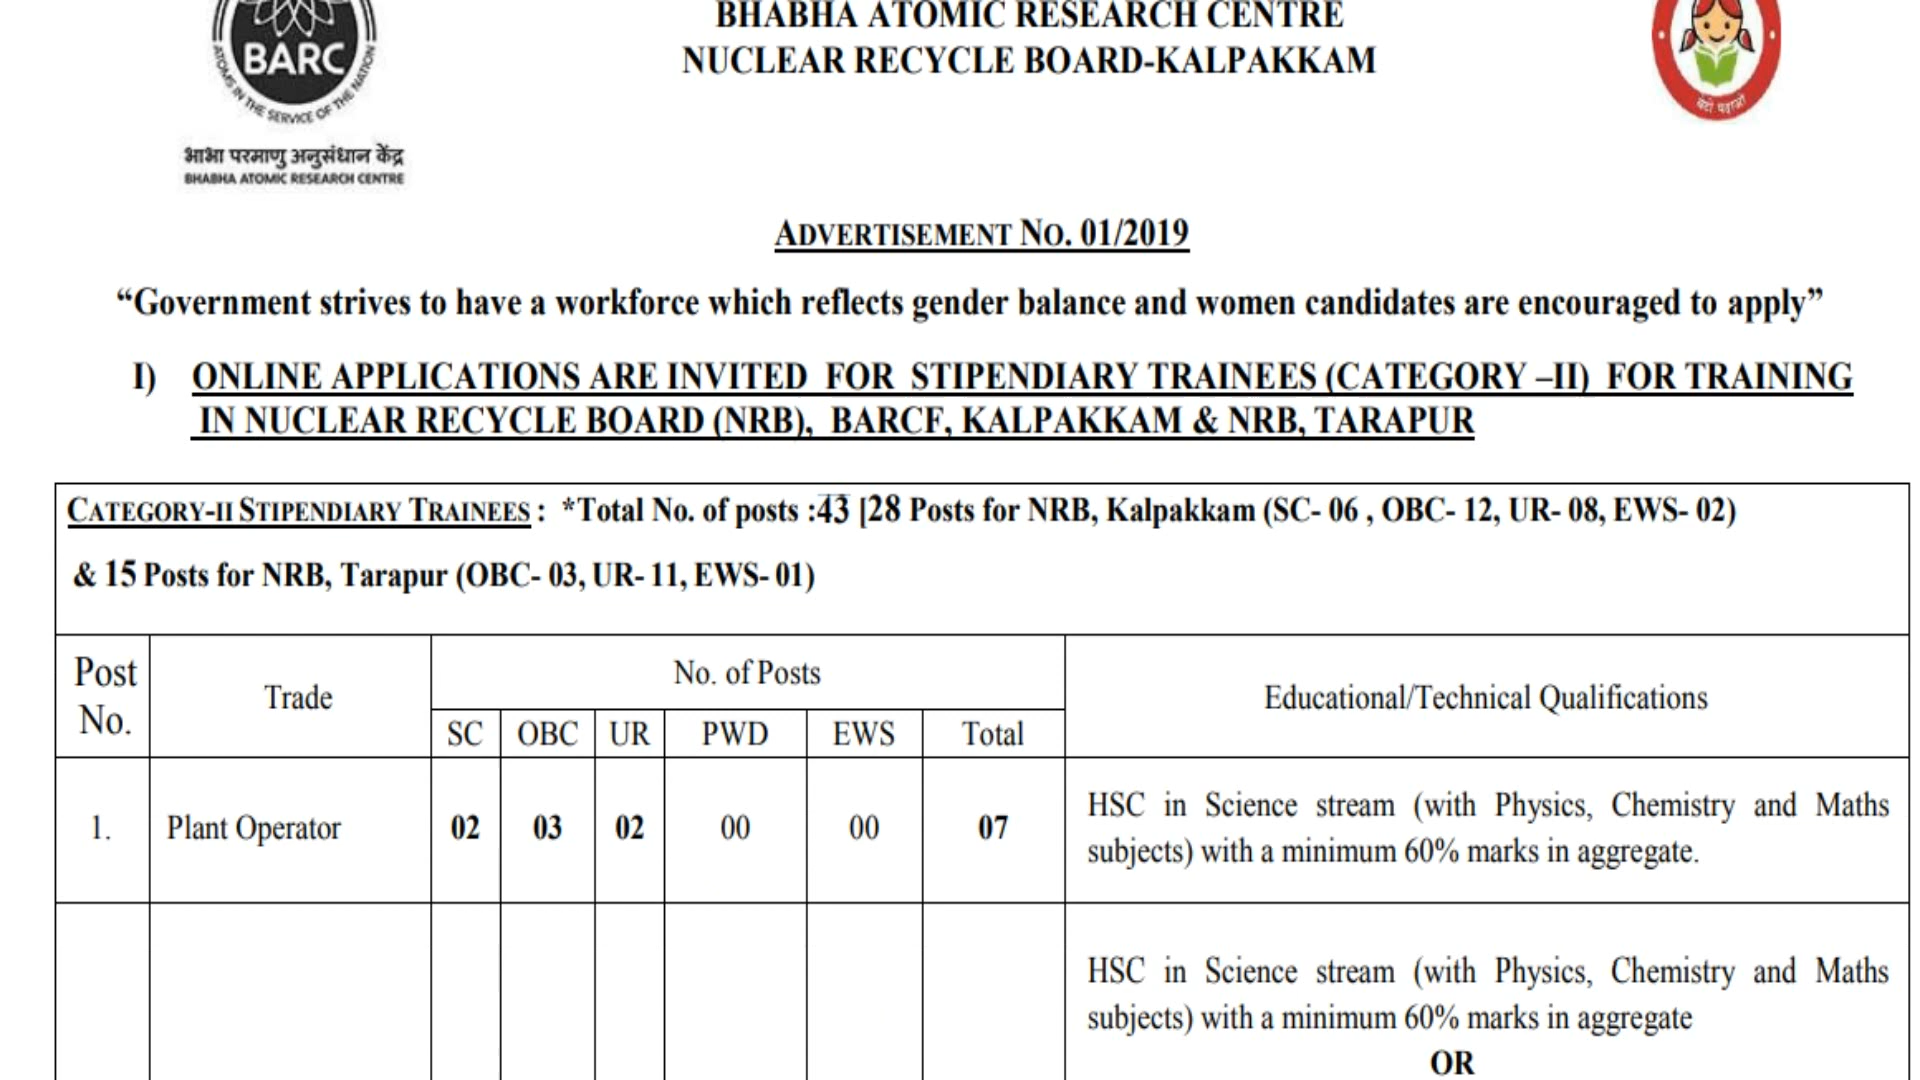 BHABHA ATOMIC RESEARCH CENTRE
NUCLEAR RECYCLE BOARD-KALPAKKAM
BARC
ATOMS IN THE SERVICE OF THE NATION
भाभा परमाणु अनुसंधान केंद्र
BHABHA ATOMIC RESEARCH CENTRE
बेटी पढ़ाओ
ADVERTISEMENT NO. 01/2019
“Government strives to have a workforce which reflects gender balance and women candidates are encouraged to apply”
I) ONLINE APPLICATIONS ARE INVITED FOR STIPENDIARY TRAINEES (CATEGORY –II) FOR TRAINING
IN NUCLEAR RECYCLE BOARD (NRB), BARCF, KALPAKKAM & NRB, TARAPUR
CATEGORY-II STIPENDIARY TRAINEES : *Total No. of posts :43 [28 Posts for NRB, Kalpakkam (SC- 06 , OBC- 12, UR- 08, EWS- 02)
& 15 Posts for NRB, Tarapur (OBC- 03, UR- 11, EWS- 01)
Post No. Trade No. of Posts Educational/Technical Qualifications
SC OBC UR PWD EWS Total
1. Plant Operator 02 03 02 00 00 07 HSC in Science stream (with Physics, Chemistry and Maths
subjects) with a minimum 60% marks in aggregate.
HSC in Science stream (with Physics, Chemistry and Maths
subjects) with a minimum 60% marks in aggregate
OR